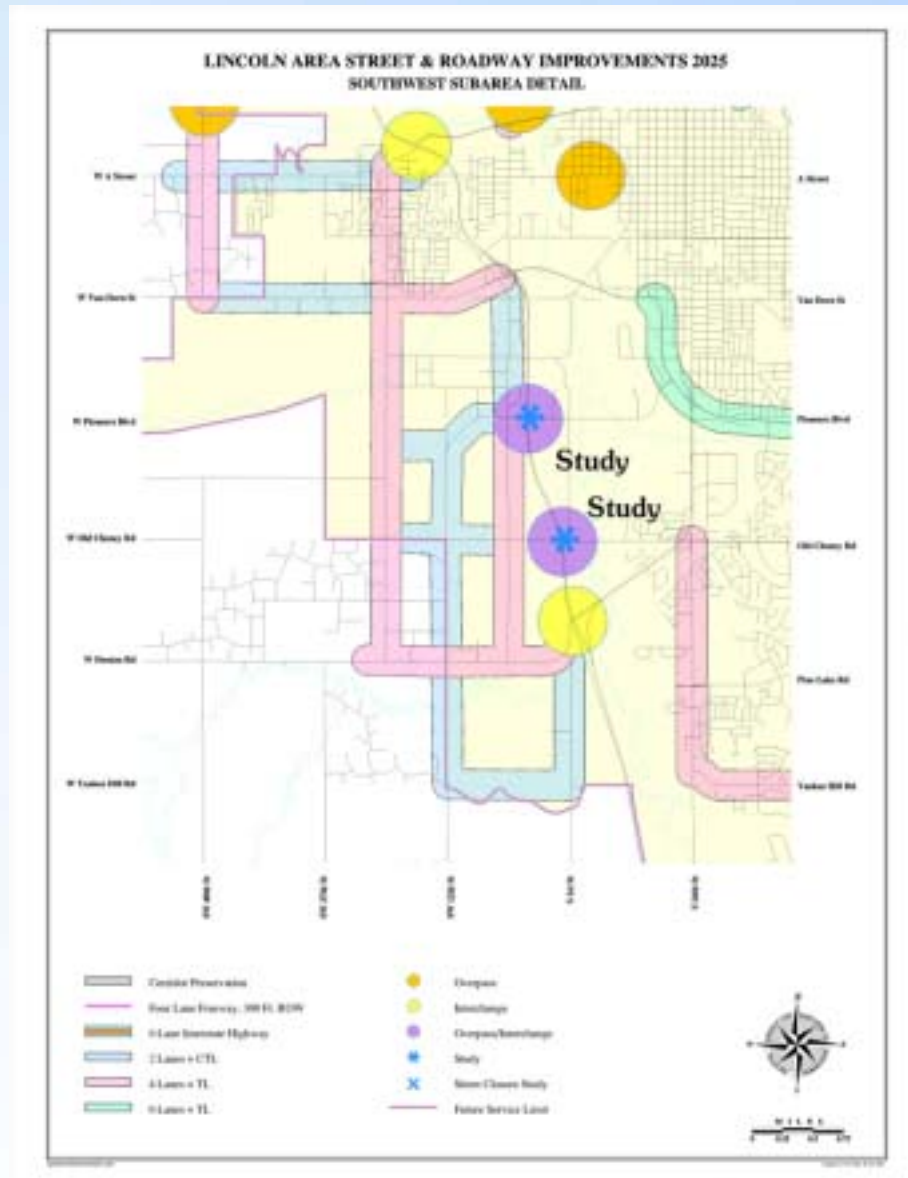 LINCOLN AREA STREET & ROADWAY IMPROVEMENTS 2025
SOUTHWEST SUBAREA DETAIL
W A Street
A Street
W Van Dorn St
Van Dorn St
W Pioneers Blvd
Pioneers Blvd
Study
Study
W Old Cheney Rd
Old Cheney Rd
W Denton Rd
Pine Lake Rd
W Yankee Hill Rd
Yankee Hill Rd
Corridor Preservation
Four Lane Freeway, 300 Ft. ROW
6 Lane Interstate Highway
2 Lanes + CTL
4 Lanes + TL
6 Lanes + TL
Overpass
Interchange
Overpass/Interchange
Study
Street Closure Study
Future Service Limit
MILES